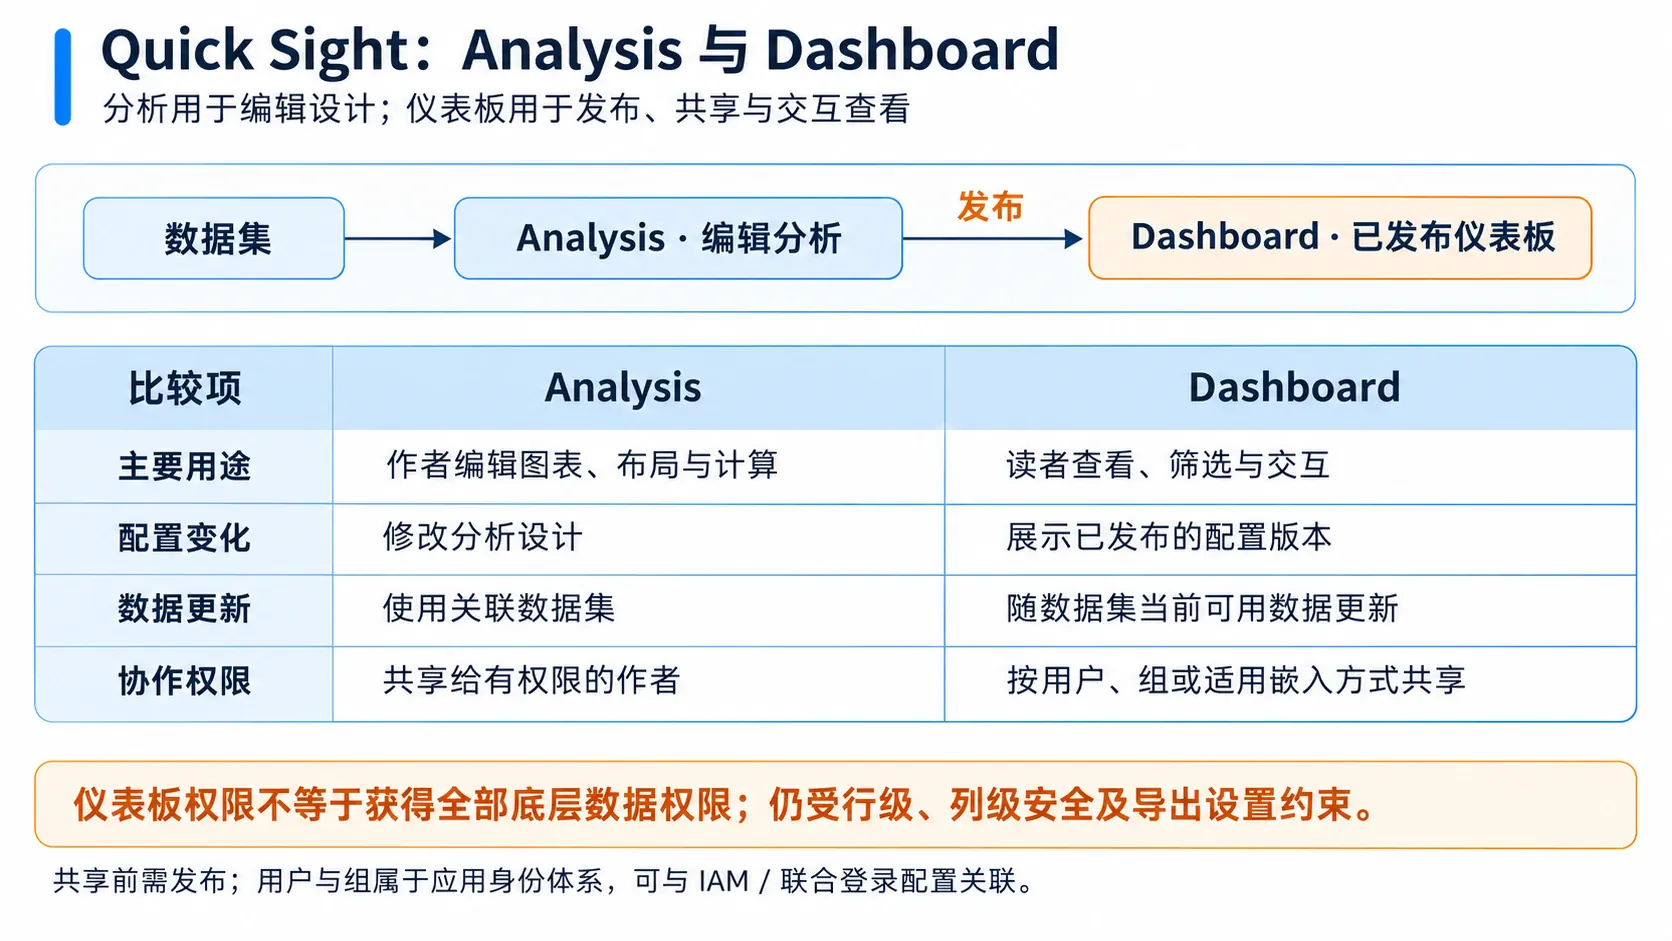 Quick Sight：Analysis 与 Dashboard
分析用于编辑设计；仪表板用于发布、共享与交互查看
数据集
Analysis · 编辑分析
发布
Dashboard · 已发布仪表板
比较项
Analysis
Dashboard
主要用途
作者编辑图表、布局与计算
读者查看、筛选与交互
配置变化
修改分析设计
展示已发布的配置版本
数据更新
使用关联数据集
随数据集当前可用数据更新
协作权限
共享给有权限的作者
按用户、组或适用嵌入方式共享
仪表板权限不等于获得全部底层数据权限；仍受行级、列级安全及导出设置约束。
共享前需发布；用户与组属于应用身份体系，可与 IAM / 联合登录配置关联。